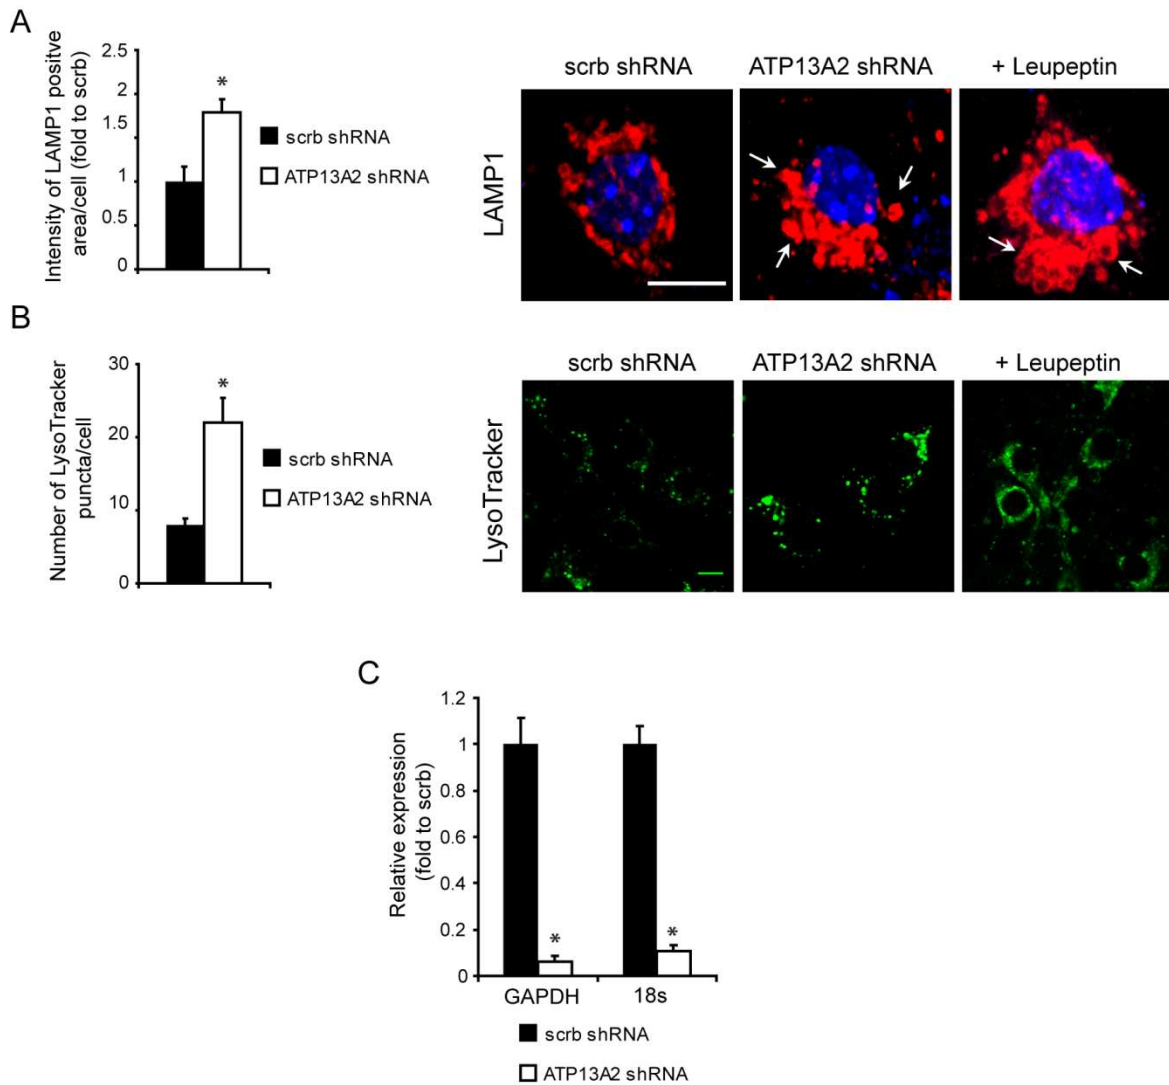 A
Intensity of LAMP1 positve
area/cell (fold to scrb)
2.5
2
1.5
1
0.5
0
*
scrb shRNA
ATP13A2 shRNA
scrb shRNA
ATP13A2 shRNA
+ Leupeptin
LAMP1
B
Number of LysoTracker
puncta/cell
30
20
10
0
*
scrb shRNA
ATP13A2 shRNA
scrb shRNA
ATP13A2 shRNA
+ Leupeptin
LysoTracker
C
Relative expression
(fold to scrb)
1.2
1
0.8
0.6
0.4
0.2
0
*
*
GAPDH
18s
scrb shRNA
ATP13A2 shRNA